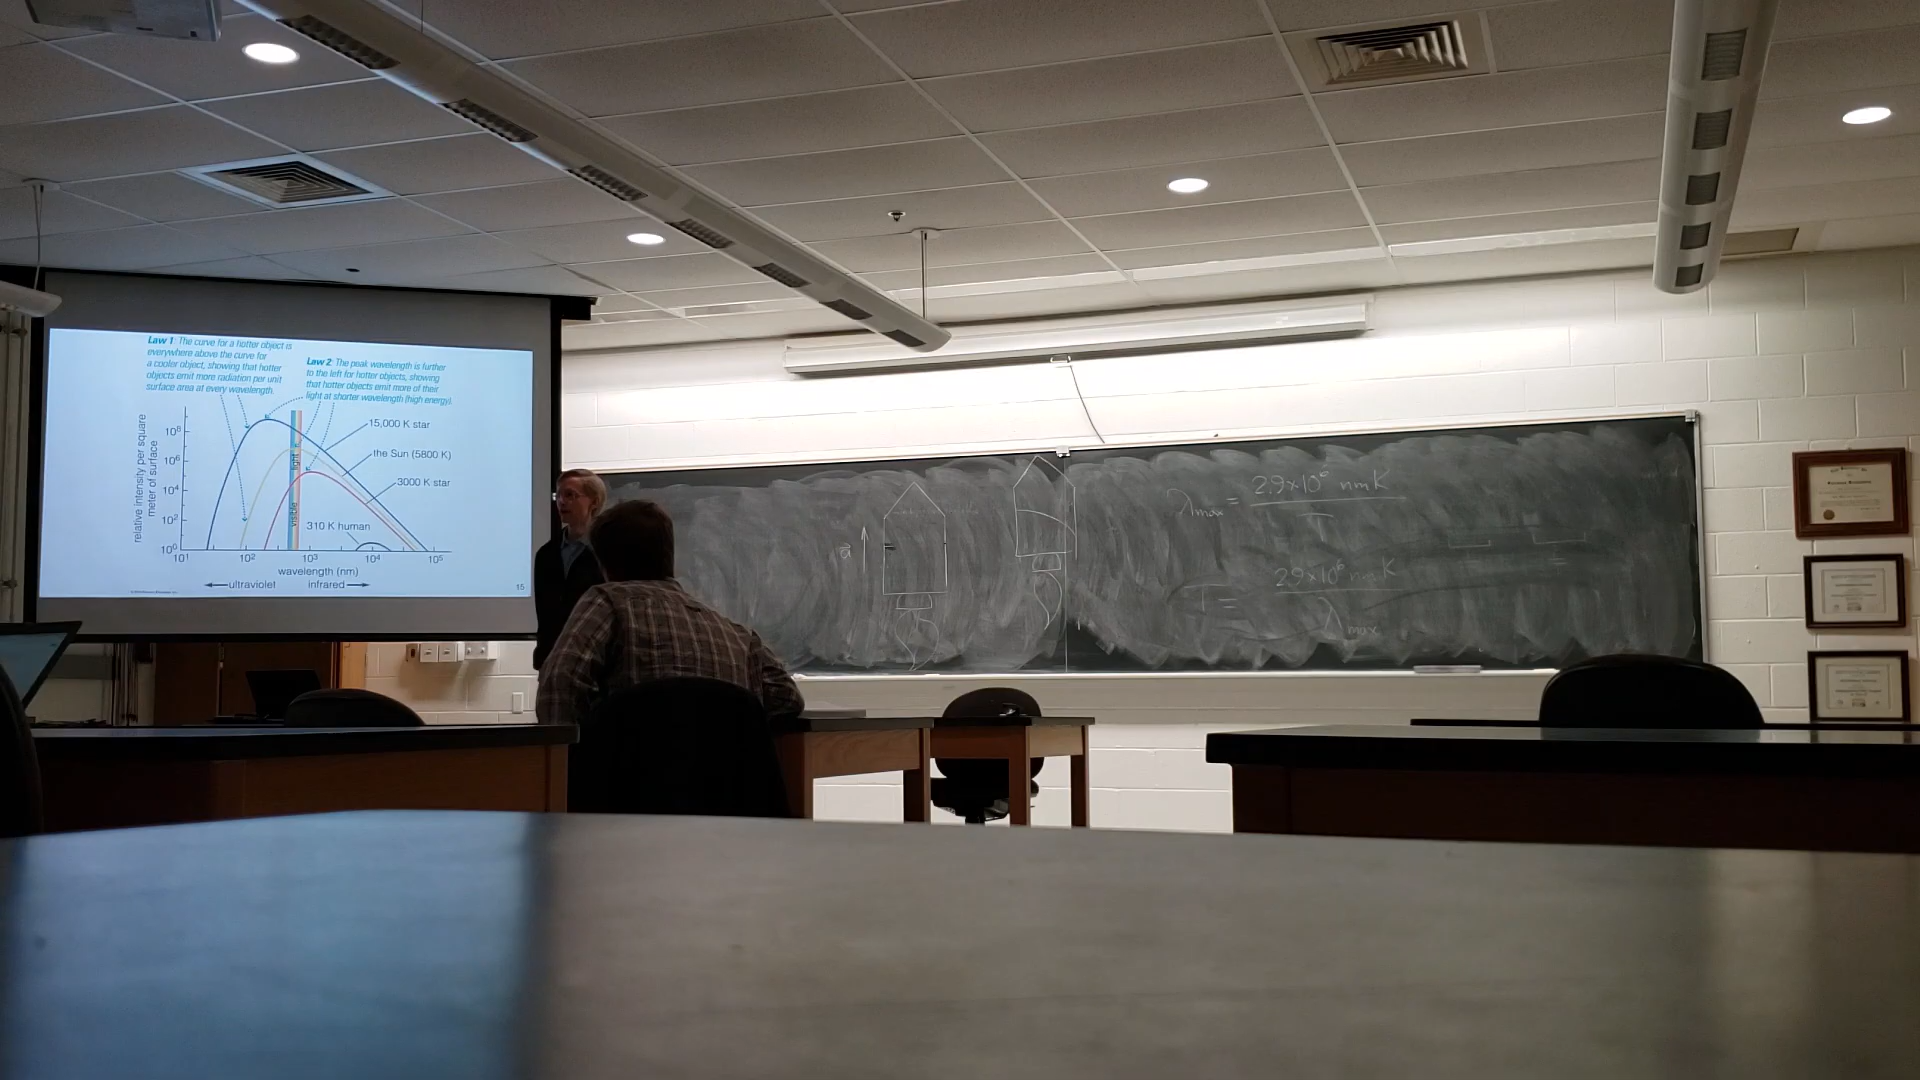 Law 1: The curve for a hotter object is
everywhere above the curve for
a cooler object, showing that hotter
objects emit more radiation per unit
surface area at every wavelength.
Law 2: The peak wavelength is further
to the left for hotter objects, showing
that hotter objects emit more of their
light at shorter wavelength (high energy).
relative intensity per square
meter of surface
10⁸
10⁶
10⁴
10²
10⁰
15,000 K star
the Sun (5800 K)
3000 K star
310 K human
visible light
10¹
10²
10³
10⁴
10⁵
wavelength (nm)
ultraviolet
infrared
15
a
λmax = 2.9×10⁶ nm K
T
T = 2.9×10⁶ nm K
λmax